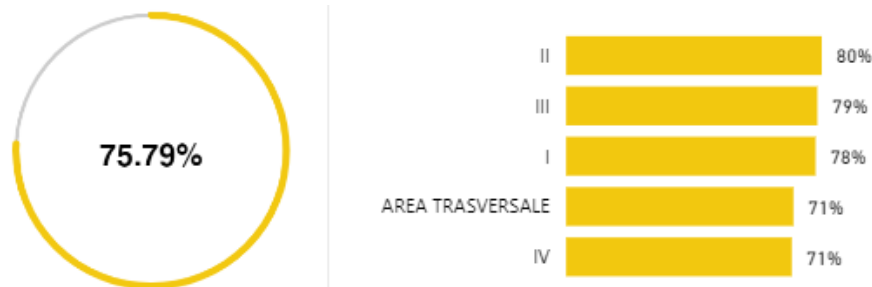 75.79%
II 80%
III 79%
I 78%
AREA TRASVERSALE 71%
IV 71%